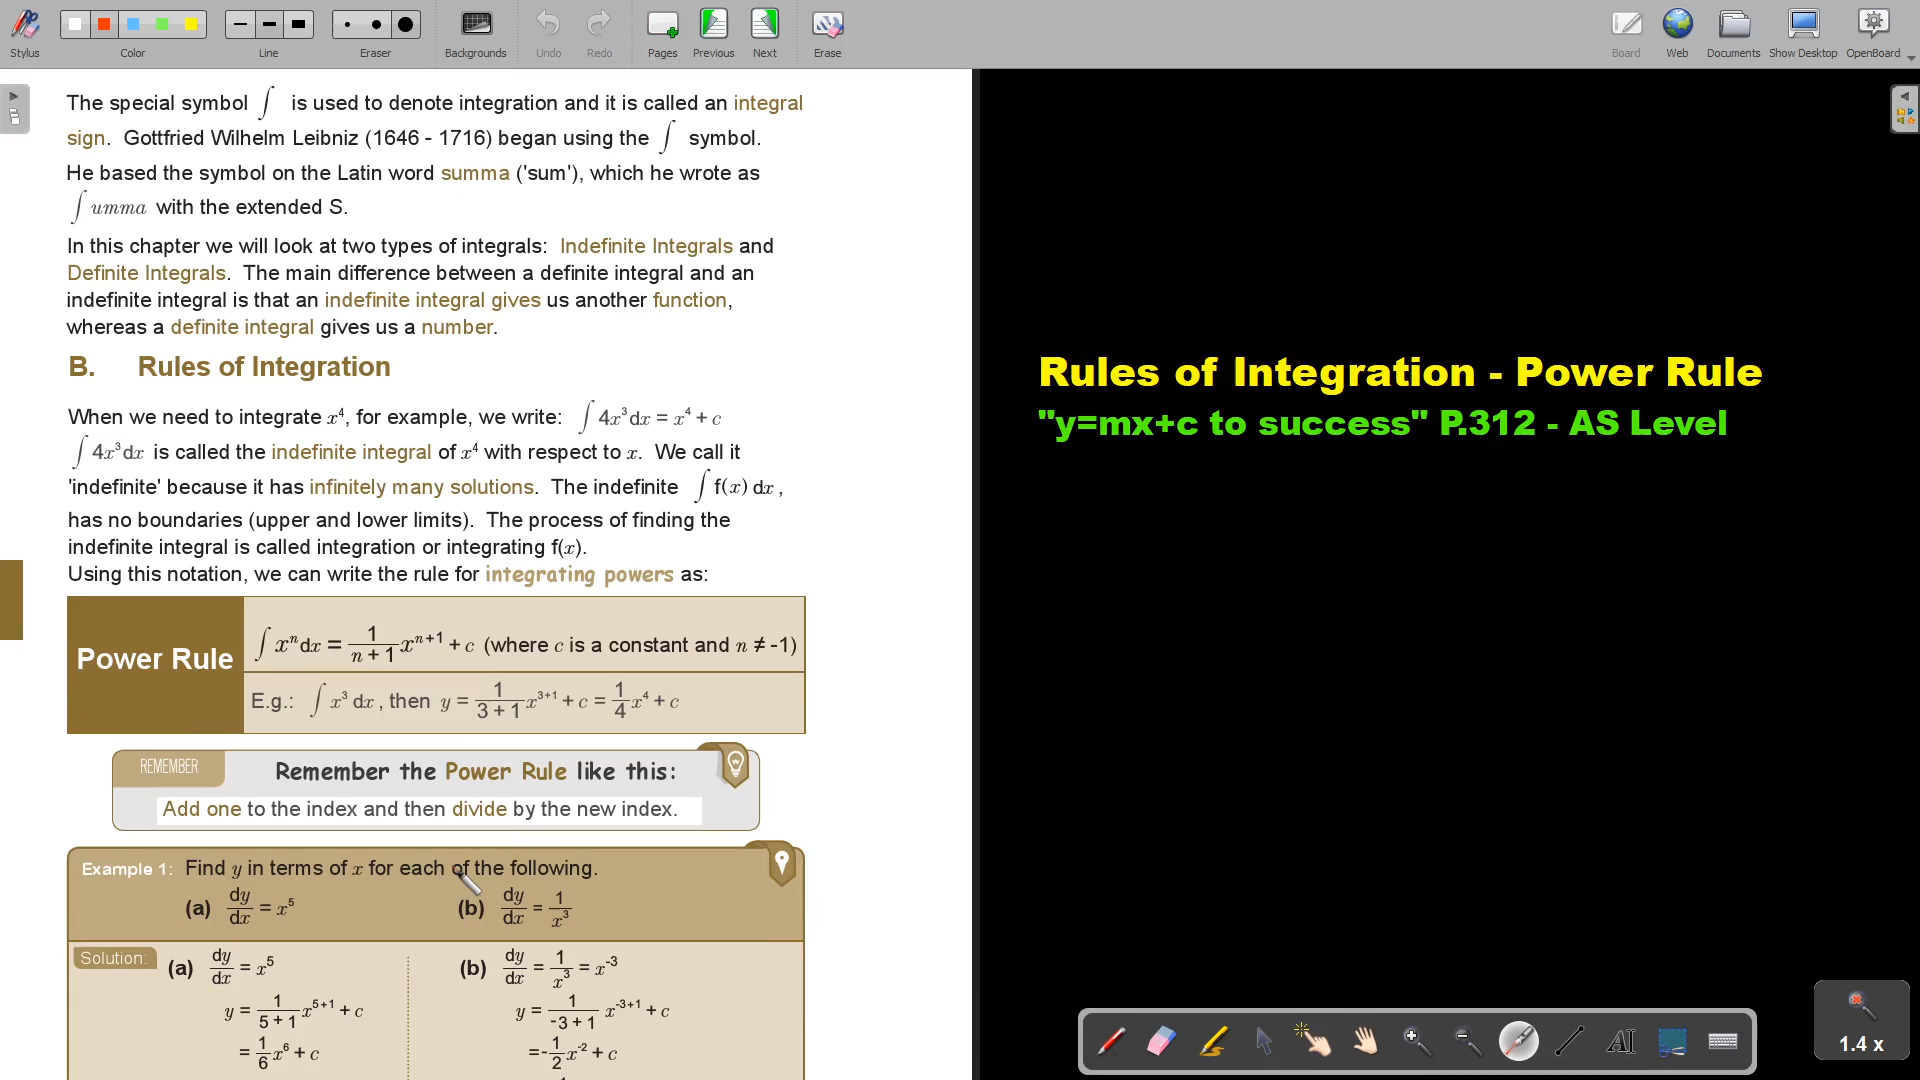 Stylus Color Line Eraser Backgrounds Undo Redo Pages Previous Next Erase Board Web Documents Show Desktop OpenBoard
The special symbol ∫ is used to denote integration and it is called an integral
sign. Gottfried Wilhelm Leibniz (1646 - 1716) began using the ∫ symbol.
He based the symbol on the Latin word summa ('sum'), which he wrote as
∫umma with the extended S.
In this chapter we will look at two types of integrals: Indefinite Integrals and
Definite Integrals. The main difference between a definite integral and an
indefinite integral is that an indefinite integral gives us another function,
whereas a definite integral gives us a number.
B. Rules of Integration
When we need to integrate x⁴, for example, we write: ∫ 4x³dx = x⁴ + c
∫ 4x³dx is called the indefinite integral of x⁴ with respect to x. We call it
'indefinite' because it has infinitely many solutions. The indefinite ∫ f(x) dx,
has no boundaries (upper and lower limits). The process of finding the
indefinite integral is called integration or integrating f(x).
Using this notation, we can write the rule for integrating powers as:
Power Rule
∫ xⁿdx = 1/(n + 1) xⁿ⁺¹ + c (where c is a constant and n ≠ -1)
E.g.: ∫ x³ dx, then y = 1/(3 + 1) x³⁺¹ + c = 1/4 x⁴ + c
REMEMBER
Remember the Power Rule like this:
Add one to the index and then divide by the new index.
Example 1: Find y in terms of x for each of the following.
(a) dy/dx = x⁵ (b) dy/dx = 1/x³
Solution: (a) dy/dx = x⁵ (b) dy/dx = 1/x³ = x⁻³
y = 1/(5 + 1) x⁵⁺¹ + c y = 1/(-3 + 1) x⁻³⁺¹ + c
= 1/6 x⁶ + c =-1/2 x⁻² + c
Rules of Integration - Power Rule
"y=mx+c to success" P.312 - AS Level
1.4 x